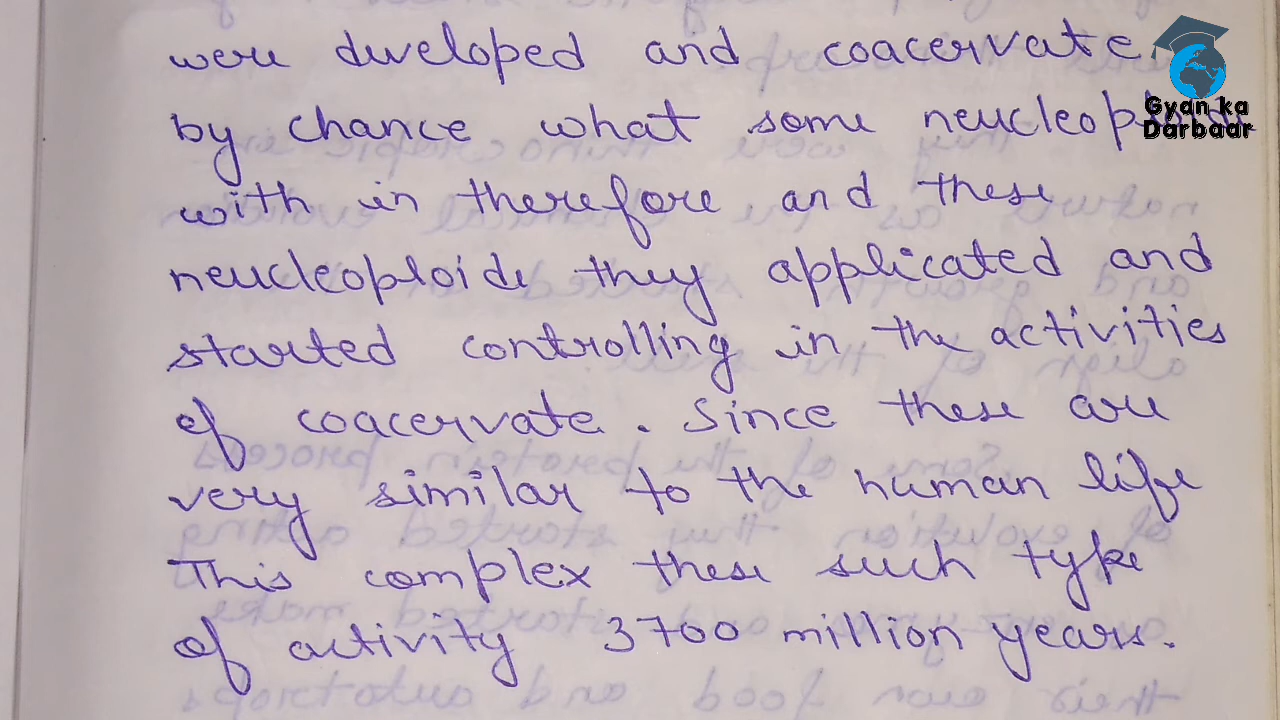 were dveloped and coacervate
by chance what some neucleoploid
with in therefore and these
neucleoploide they applicated and
started controlling in the activities
of coacervate. Since these are
very similar to the human life
This complex these such type
of activity 3700 million years.
Gyan ka
Darbaar